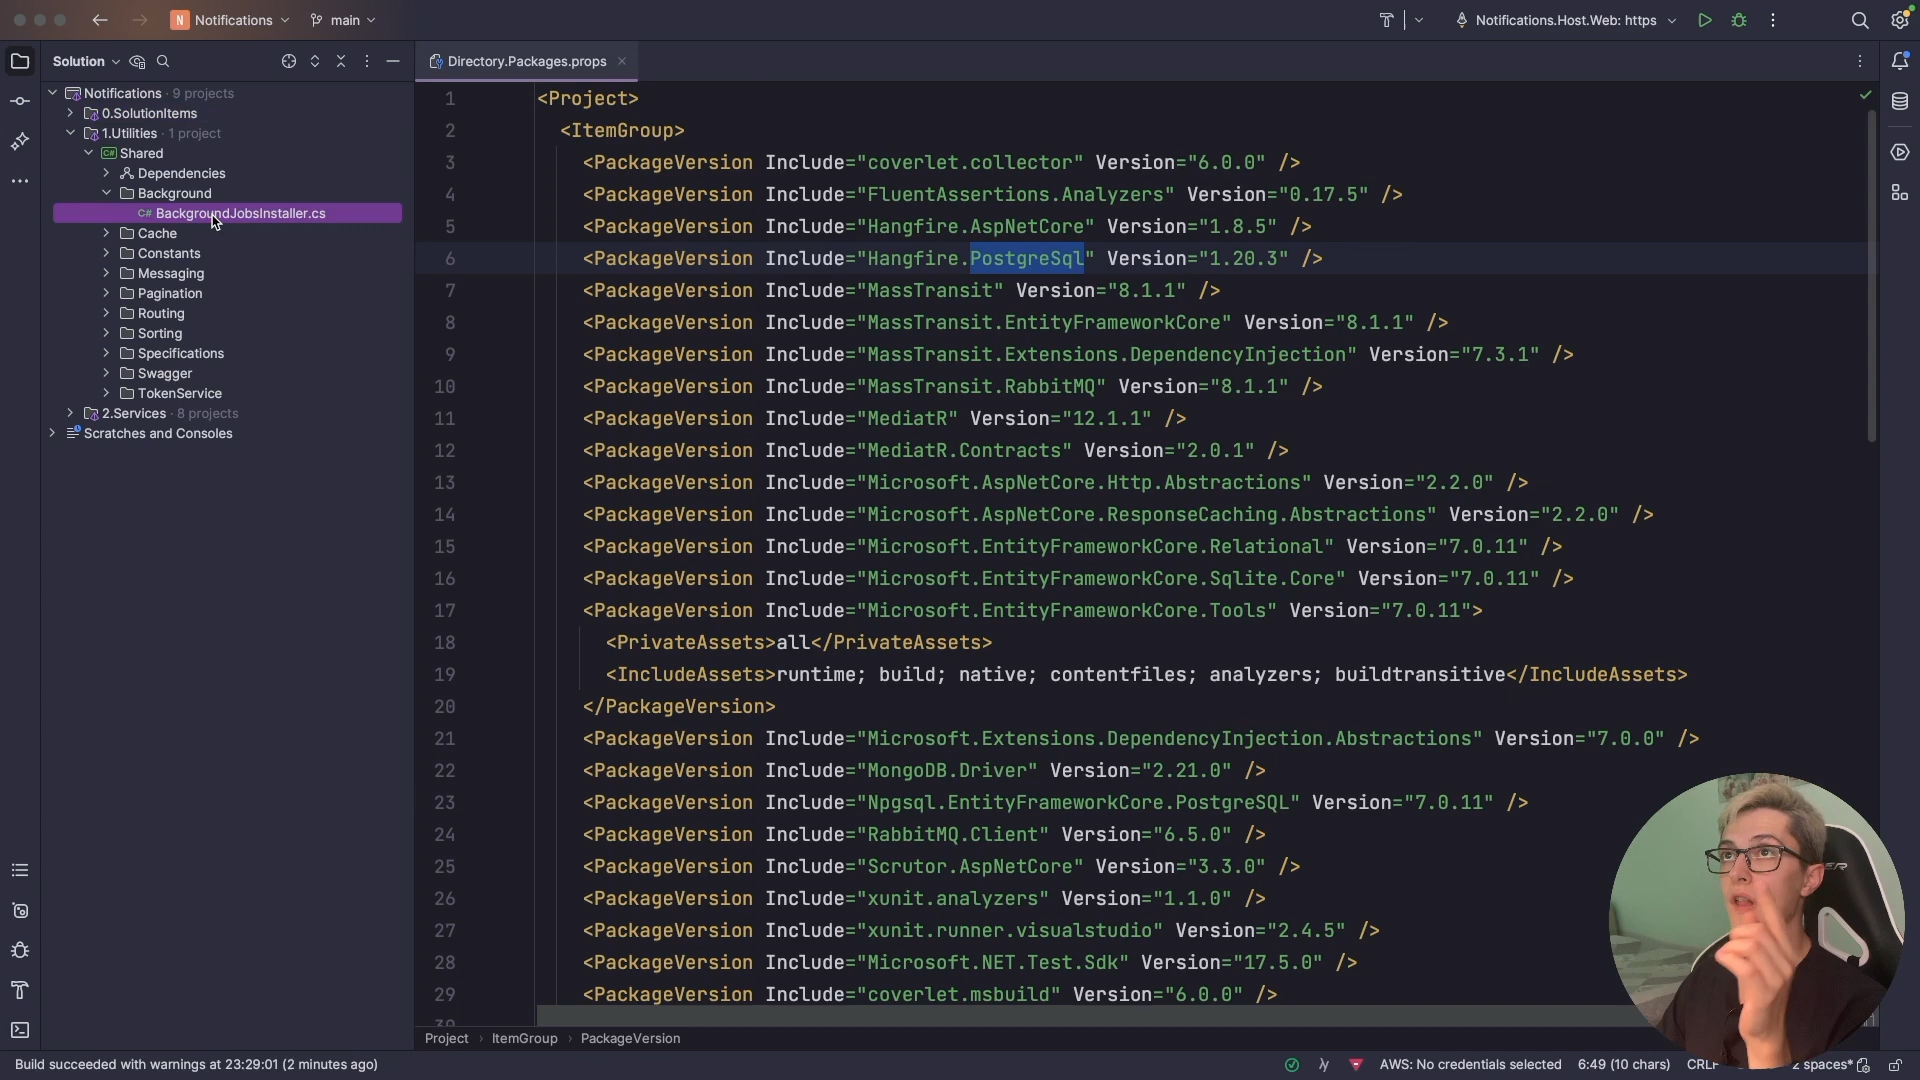 N Notifications main Notifications.Host.Web: https
Solution
Directory.Packages.props
Notifications · 9 projects
0.SolutionItems
1.Utilities · 1 project
C# Shared
Dependencies
Background
C# BackgroundJobsInstaller.cs
Cache
Constants
Messaging
Pagination
Routing
Sorting
Specifications
Swagger
TokenService
2.Services · 8 projects
Scratches and Consoles
1 <Project>
2 <ItemGroup>
3 <PackageVersion Include="coverlet.collector" Version="6.0.0" />
4 <PackageVersion Include="FluentAssertions.Analyzers" Version="0.17.5" />
5 <PackageVersion Include="Hangfire.AspNetCore" Version="1.8.5" />
6 <PackageVersion Include="Hangfire.PostgreSql" Version="1.20.3" />
7 <PackageVersion Include="MassTransit" Version="8.1.1" />
8 <PackageVersion Include="MassTransit.EntityFrameworkCore" Version="8.1.1" />
9 <PackageVersion Include="MassTransit.Extensions.DependencyInjection" Version="7.3.1" />
10 <PackageVersion Include="MassTransit.RabbitMQ" Version="8.1.1" />
11 <PackageVersion Include="MediatR" Version="12.1.1" />
12 <PackageVersion Include="MediatR.Contracts" Version="2.0.1" />
13 <PackageVersion Include="Microsoft.AspNetCore.Http.Abstractions" Version="2.2.0" />
14 <PackageVersion Include="Microsoft.AspNetCore.ResponseCaching.Abstractions" Version="2.2.0" />
15 <PackageVersion Include="Microsoft.EntityFrameworkCore.Relational" Version="7.0.11" />
16 <PackageVersion Include="Microsoft.EntityFrameworkCore.Sqlite.Core" Version="7.0.11" />
17 <PackageVersion Include="Microsoft.EntityFrameworkCore.Tools" Version="7.0.11">
18 <PrivateAssets>all</PrivateAssets>
19 <IncludeAssets>runtime; build; native; contentfiles; analyzers; buildtransitive</IncludeAssets>
20 </PackageVersion>
21 <PackageVersion Include="Microsoft.Extensions.DependencyInjection.Abstractions" Version="7.0.0" />
22 <PackageVersion Include="MongoDB.Driver" Version="2.21.0" />
23 <PackageVersion Include="Npgsql.EntityFrameworkCore.PostgreSQL" Version="7.0.11" />
24 <PackageVersion Include="RabbitMQ.Client" Version="6.5.0" />
25 <PackageVersion Include="Scrutor.AspNetCore" Version="3.3.0" />
26 <PackageVersion Include="xunit.analyzers" Version="1.1.0" />
27 <PackageVersion Include="xunit.runner.visualstudio" Version="2.4.5" />
28 <PackageVersion Include="Microsoft.NET.Test.Sdk" Version="17.5.0" />
29 <PackageVersion Include="coverlet.msbuild" Version="6.0.0" />
30
Project › ItemGroup › PackageVersion
Build succeeded with warnings at 23:29:01 (2 minutes ago) AWS: No credentials selected 6:49 (10 chars) CRLF 2 spaces*